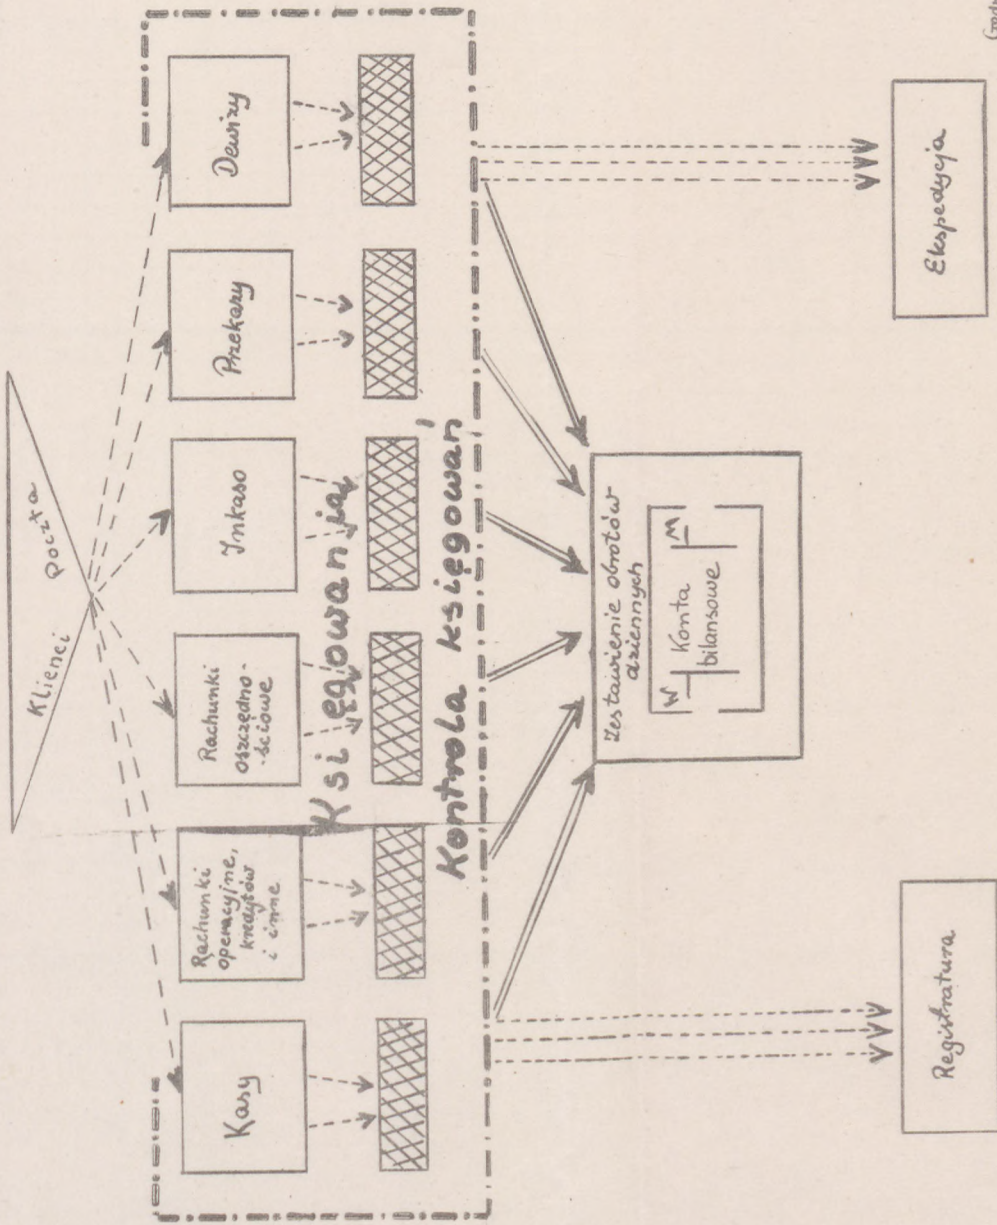 Klienci
Poczta
Kasy
Rachunki
operacyjne,
kredytów
i inne
Rachunki
oszczędno-
-ściowe
Inkaso
Przekazy
Dewizy
Księgowania
Kontrola księgowań
Zestawienie obrotów
dziennych
W Konta M
bilansowe
Registratura
Ekspedycja